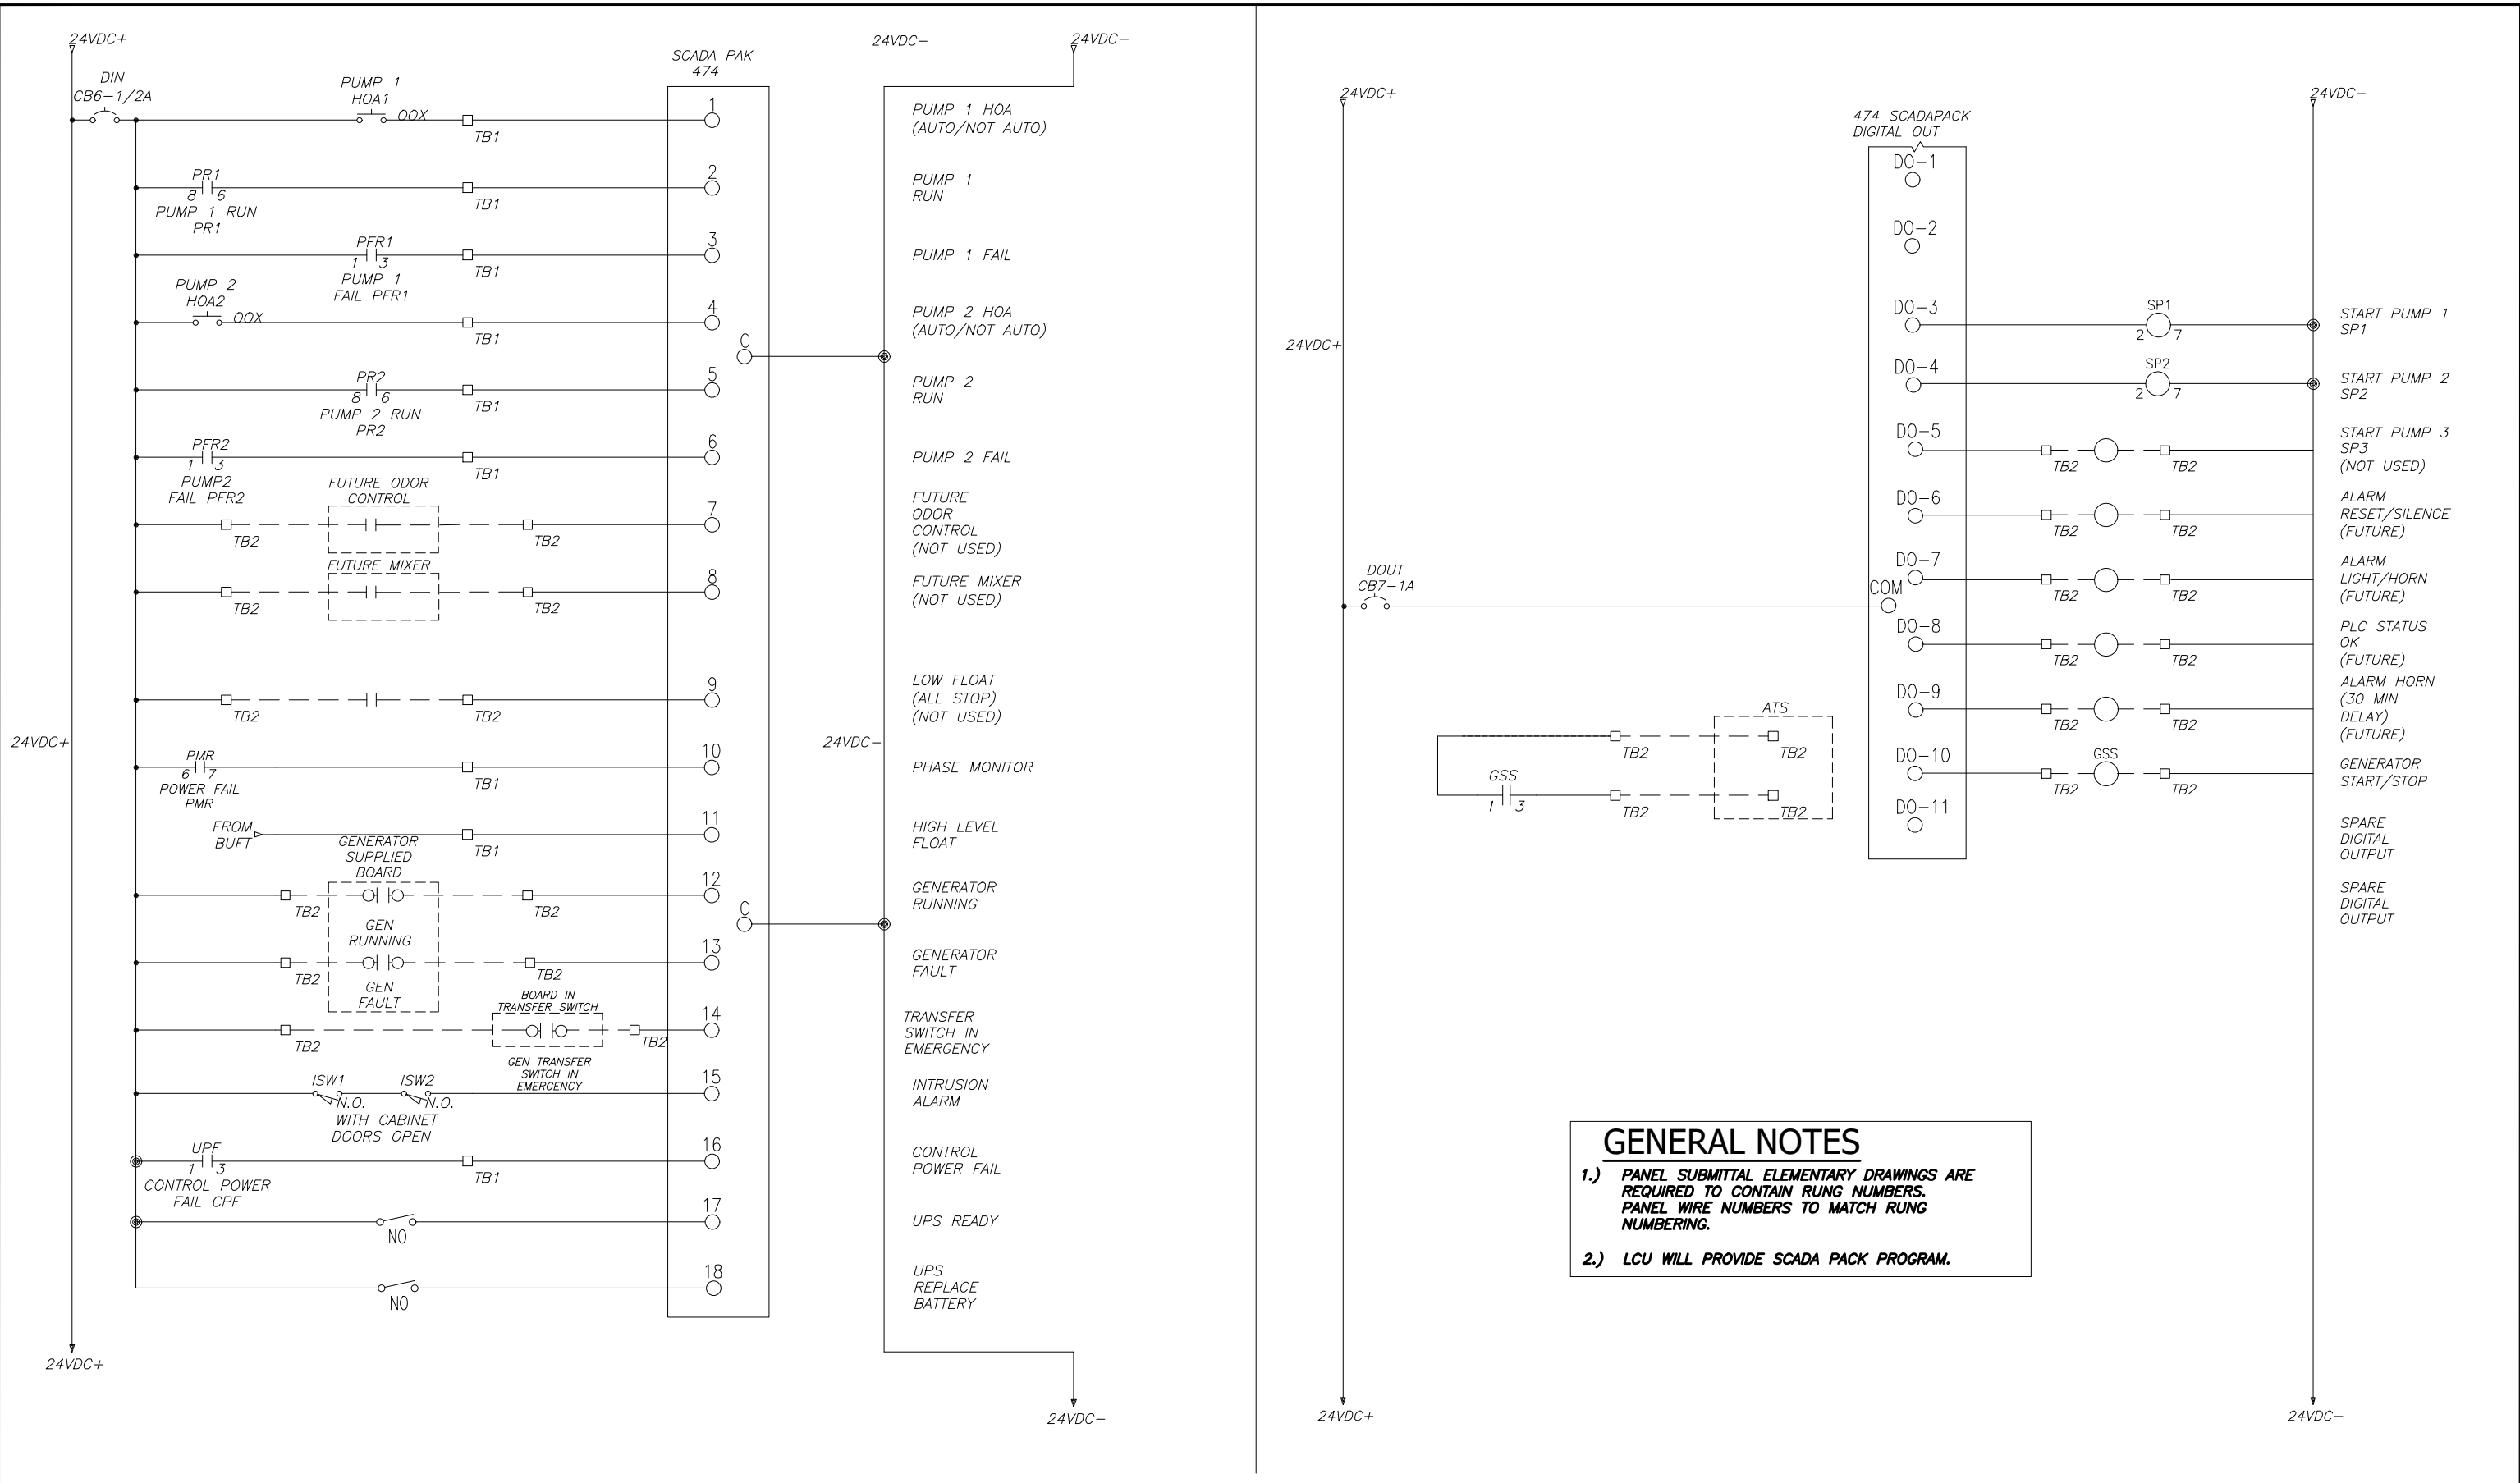 24VDC+
DIN
CB6-1/2A
PUMP 1
HOA1
OOX
TB1
SCADA PAK
474
24VDC-
24VDC-
1
PUMP 1 HOA
(AUTO/NOT AUTO)
PR1
8 6
PUMP 1 RUN
PR1
TB1
2
PUMP 1
RUN
PFR1
1 3
PUMP 1
FAIL PFR1
TB1
3
PUMP 1 FAIL
PUMP 2
HOA2
OOX
TB1
4
PUMP 2 HOA
(AUTO/NOT AUTO)
C
PR2
8 6
PUMP 2 RUN
PR2
TB1
5
PUMP 2
RUN
PFR2
1 3
PUMP2
FAIL PFR2
TB1
6
PUMP 2 FAIL
FUTURE ODOR
CONTROL
TB2
TB2
7
FUTURE
ODOR
CONTROL
(NOT USED)
FUTURE MIXER
TB2
TB2
8
FUTURE MIXER
(NOT USED)
TB2
TB2
9
LOW FLOAT
(ALL STOP)
(NOT USED)
24VDC+
24VDC-
PMR
6 7
POWER FAIL
PMR
TB1
10
PHASE MONITOR
FROM
BUFT
TB1
11
HIGH LEVEL
FLOAT
GENERATOR
SUPPLIED
BOARD
TB2
TB2
12
GENERATOR
RUNNING
GEN
RUNNING
C
TB2
TB2
13
GENERATOR
FAULT
GEN
FAULT
BOARD IN
TRANSFER SWITCH
TB2
TB2
14
TRANSFER
SWITCH IN
EMERGENCY
GEN TRANSFER
SWITCH IN
EMERGENCY
ISW1
ISW2
N.O.
N.O.
WITH CABINET
DOORS OPEN
15
INTRUSION
ALARM
UPF
1 3
CONTROL POWER
FAIL CPF
TB1
16
CONTROL
POWER FAIL
NO
17
UPS READY
NO
18
UPS
REPLACE
BATTERY
24VDC+
24VDC-
24VDC+
24VDC-
474 SCADAPACK
DIGITAL OUT
DO-1
DO-2
DO-3
SP1
2 7
START PUMP 1
SP1
24VDC+
DO-4
SP2
2 7
START PUMP 2
SP2
DO-5
TB2
TB2
START PUMP 3
SP3
(NOT USED)
DO-6
TB2
TB2
ALARM
RESET/SILENCE
(FUTURE)
DO-7
TB2
TB2
ALARM
LIGHT/HORN
(FUTURE)
DOUT
CB7-1A
COM
DO-8
TB2
TB2
PLC STATUS
OK
(FUTURE)
DO-9
TB2
TB2
ALARM HORN
(30 MIN
DELAY)
(FUTURE)
ATS
TB2
TB2
GSS
1 3
TB2
TB2
DO-10
GSS
TB2
TB2
GENERATOR
START/STOP
DO-11
SPARE
DIGITAL
OUTPUT
SPARE
DIGITAL
OUTPUT
GENERAL NOTES
1.) PANEL SUBMITTAL ELEMENTARY DRAWINGS ARE
REQUIRED TO CONTAIN RUNG NUMBERS.
PANEL WIRE NUMBERS TO MATCH RUNG
NUMBERING.
2.) LCU WILL PROVIDE SCADA PACK PROGRAM.
24VDC+
24VDC-